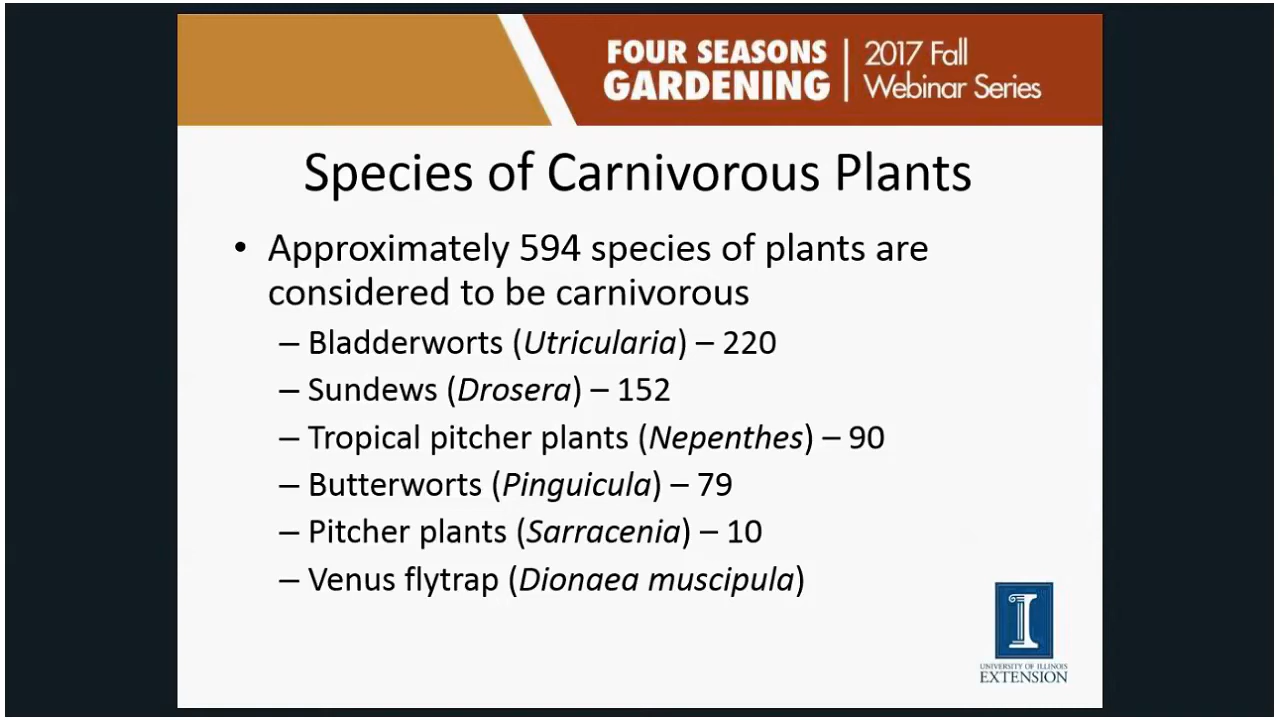 FOUR SEASONS
GARDENING
2017 Fall
Webinar Series
Species of Carnivorous Plants
• Approximately 594 species of plants are
considered to be carnivorous
– Bladderworts (Utricularia) – 220
– Sundews (Drosera) – 152
– Tropical pitcher plants (Nepenthes) – 90
– Butterworts (Pinguicula) – 79
– Pitcher plants (Sarracenia) – 10
– Venus flytrap (Dionaea muscipula)
I
UNIVERSITY OF ILLINOIS
EXTENSION